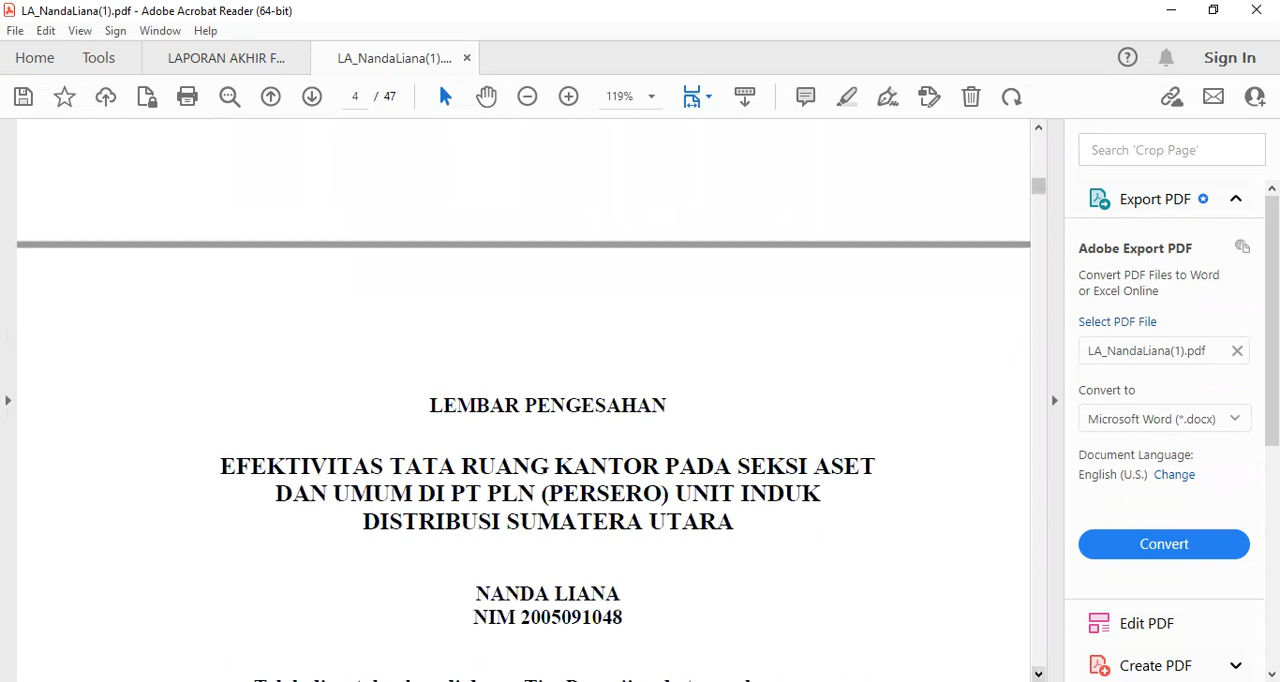 LA_NandaLiana(1).pdf - Adobe Acrobat Reader (64-bit)
File Edit View Sign Window Help
Home Tools LAPORAN AKHIR F... LA_NandaLiana(1).... × Sign In
4 / 47 119%
Search 'Crop Page'
Export PDF
Adobe Export PDF
Convert PDF Files to Word
or Excel Online
Select PDF File
LA_NandaLiana(1).pdf
Convert to
Microsoft Word (*.docx)
Document Language:
English (U.S.) Change
Convert
Edit PDF
Create PDF
LEMBAR PENGESAHAN
EFEKTIVITAS TATA RUANG KANTOR PADA SEKSI ASET
DAN UMUM DI PT PLN (PERSERO) UNIT INDUK
DISTRIBUSI SUMATERA UTARA
NANDA LIANA
NIM 2005091048